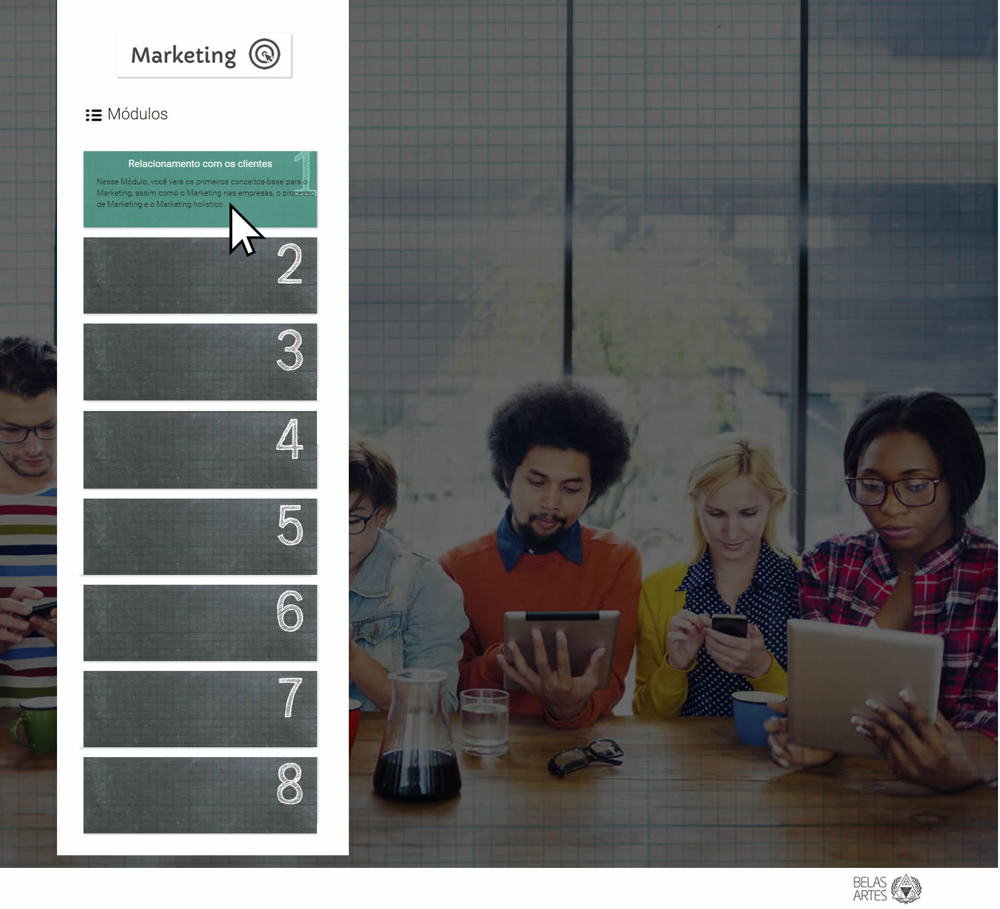 Marketing
Módulos
1
Relacionamento com os clientes
Nesse Módulo, você verá os primeiros conceitos-base para o
Marketing, assim como o Marketing nas empresas, o processo
de Marketing e o Marketing holístico.
2
3
4
5
6
7
8
BELAS
ARTES